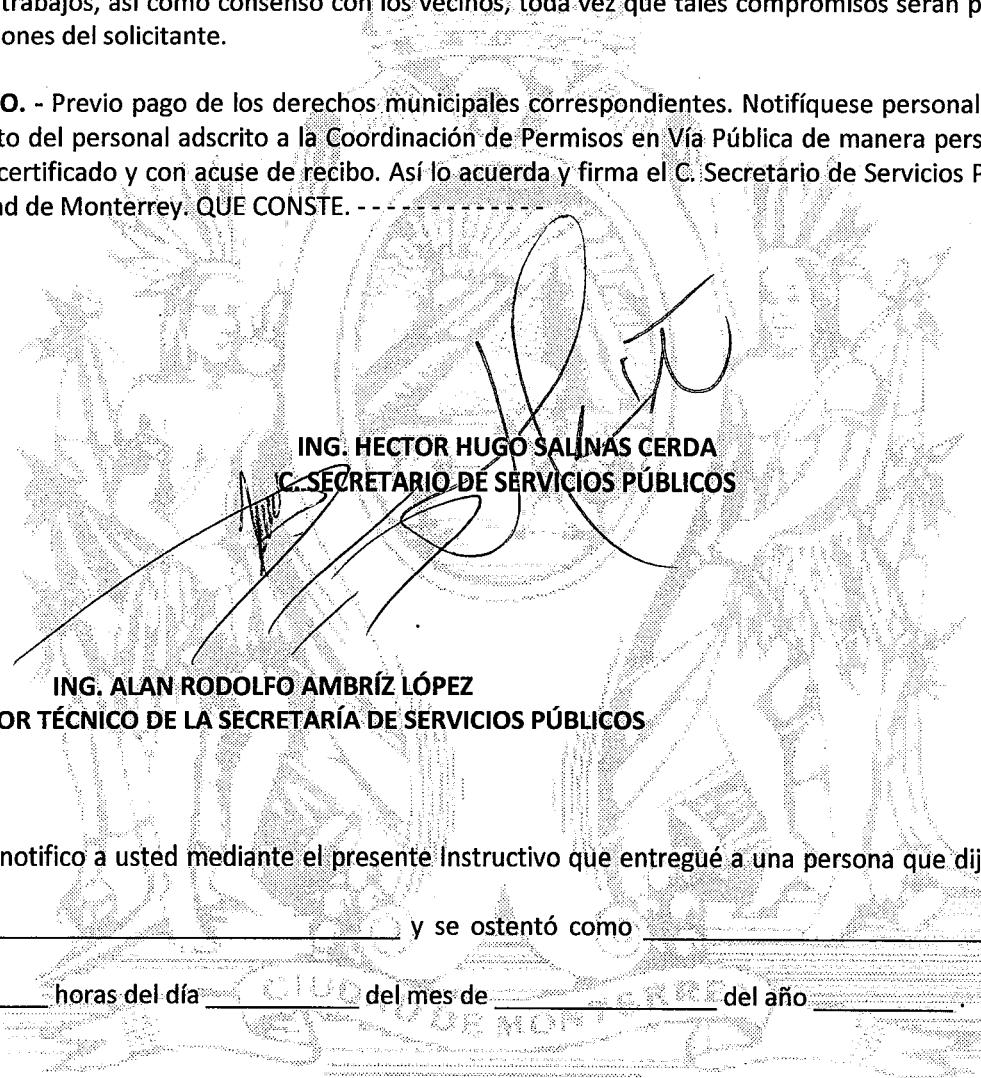 trabajos, así como consenso con los vecinos, toda vez que tales compromisos serán p
iones del solicitante.
O. - Previo pago de los derechos municipales correspondientes. Notifíquese personal
to del personal adscrito a la Coordinación de Permisos en Vía Pública de manera pers
certificado y con acuse de recibo. Así lo acuerda y firma el C. Secretario de Servicios P
ad de Monterrey. QUE CONSTE. - - - - - - - - - - - - - -
ING. HECTOR HUGO SALINAS CERDA
C. SECRETARIO DE SERVICIOS PÚBLICOS
ING. ALAN RODOLFO AMBRÍZ LÓPEZ
OR TÉCNICO DE LA SECRETARÍA DE SERVICIOS PÚBLICOS
notifico a usted mediante el presente Instructivo que entregué a una persona que dij
y se ostentó como
horas del día del mes de del año .
CIUDAD DE MONTERREY